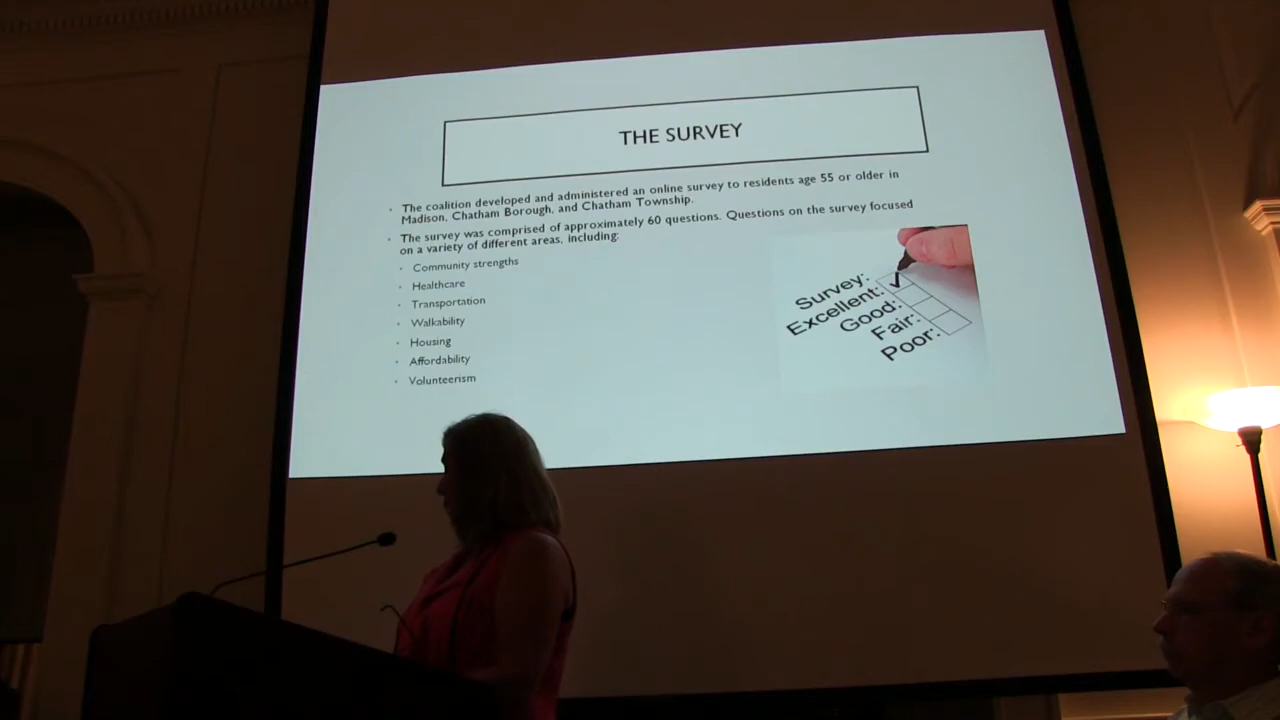 THE SURVEY
The coalition developed and administered an online survey to residents age 55 or older in
Madison, Chatham Borough, and Chatham Township.
The survey was comprised of approximately 60 questions. Questions on the survey focused
on a variety of different areas, including:
Community strengths
Healthcare
Transportation
Walkability
Housing
Affordability
Volunteerism
Survey:
Excellent:
Good:
Fair:
Poor: